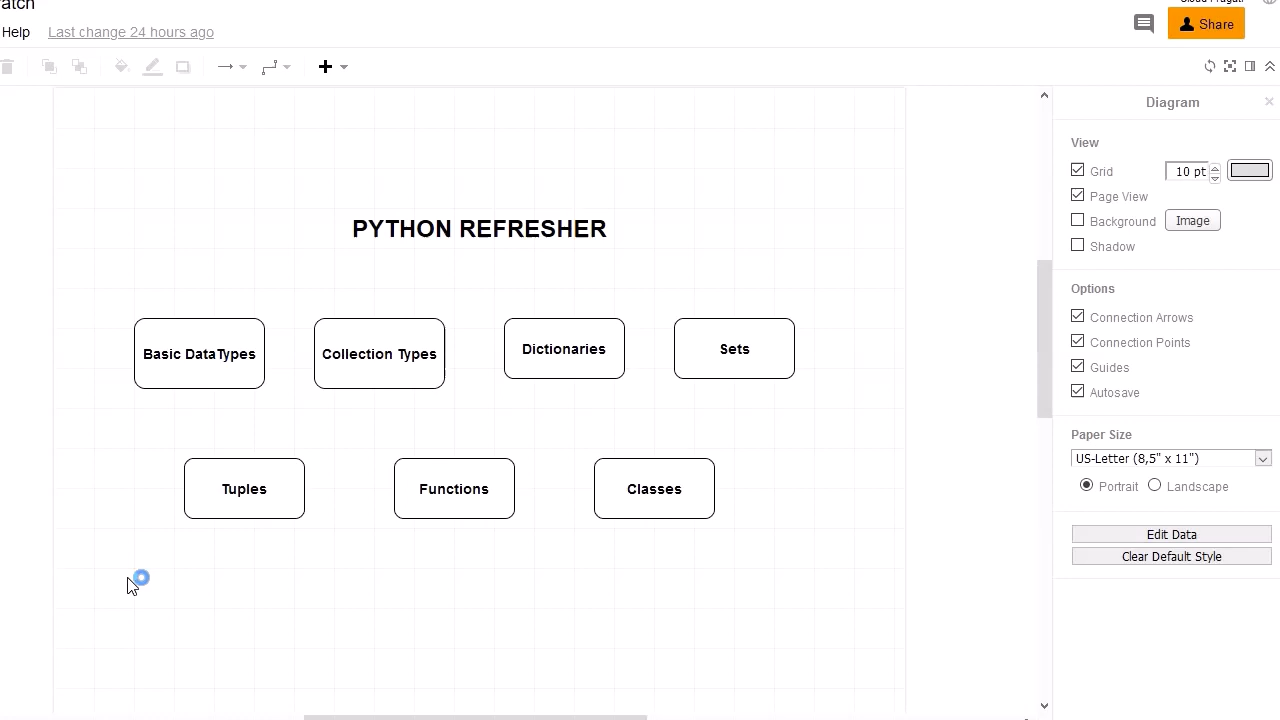 atch
Help
Last change 24 hours ago
Share
Diagram
View
Grid
10 pt
Page View
Background
Image
Shadow
PYTHON REFRESHER
Options
Connection Arrows
Connection Points
Guides
Autosave
Basic DataTypes
Collection Types
Dictionaries
Sets
Paper Size
US-Letter (8,5" x 11")
Portrait
Landscape
Tuples
Functions
Classes
Edit Data
Clear Default Style